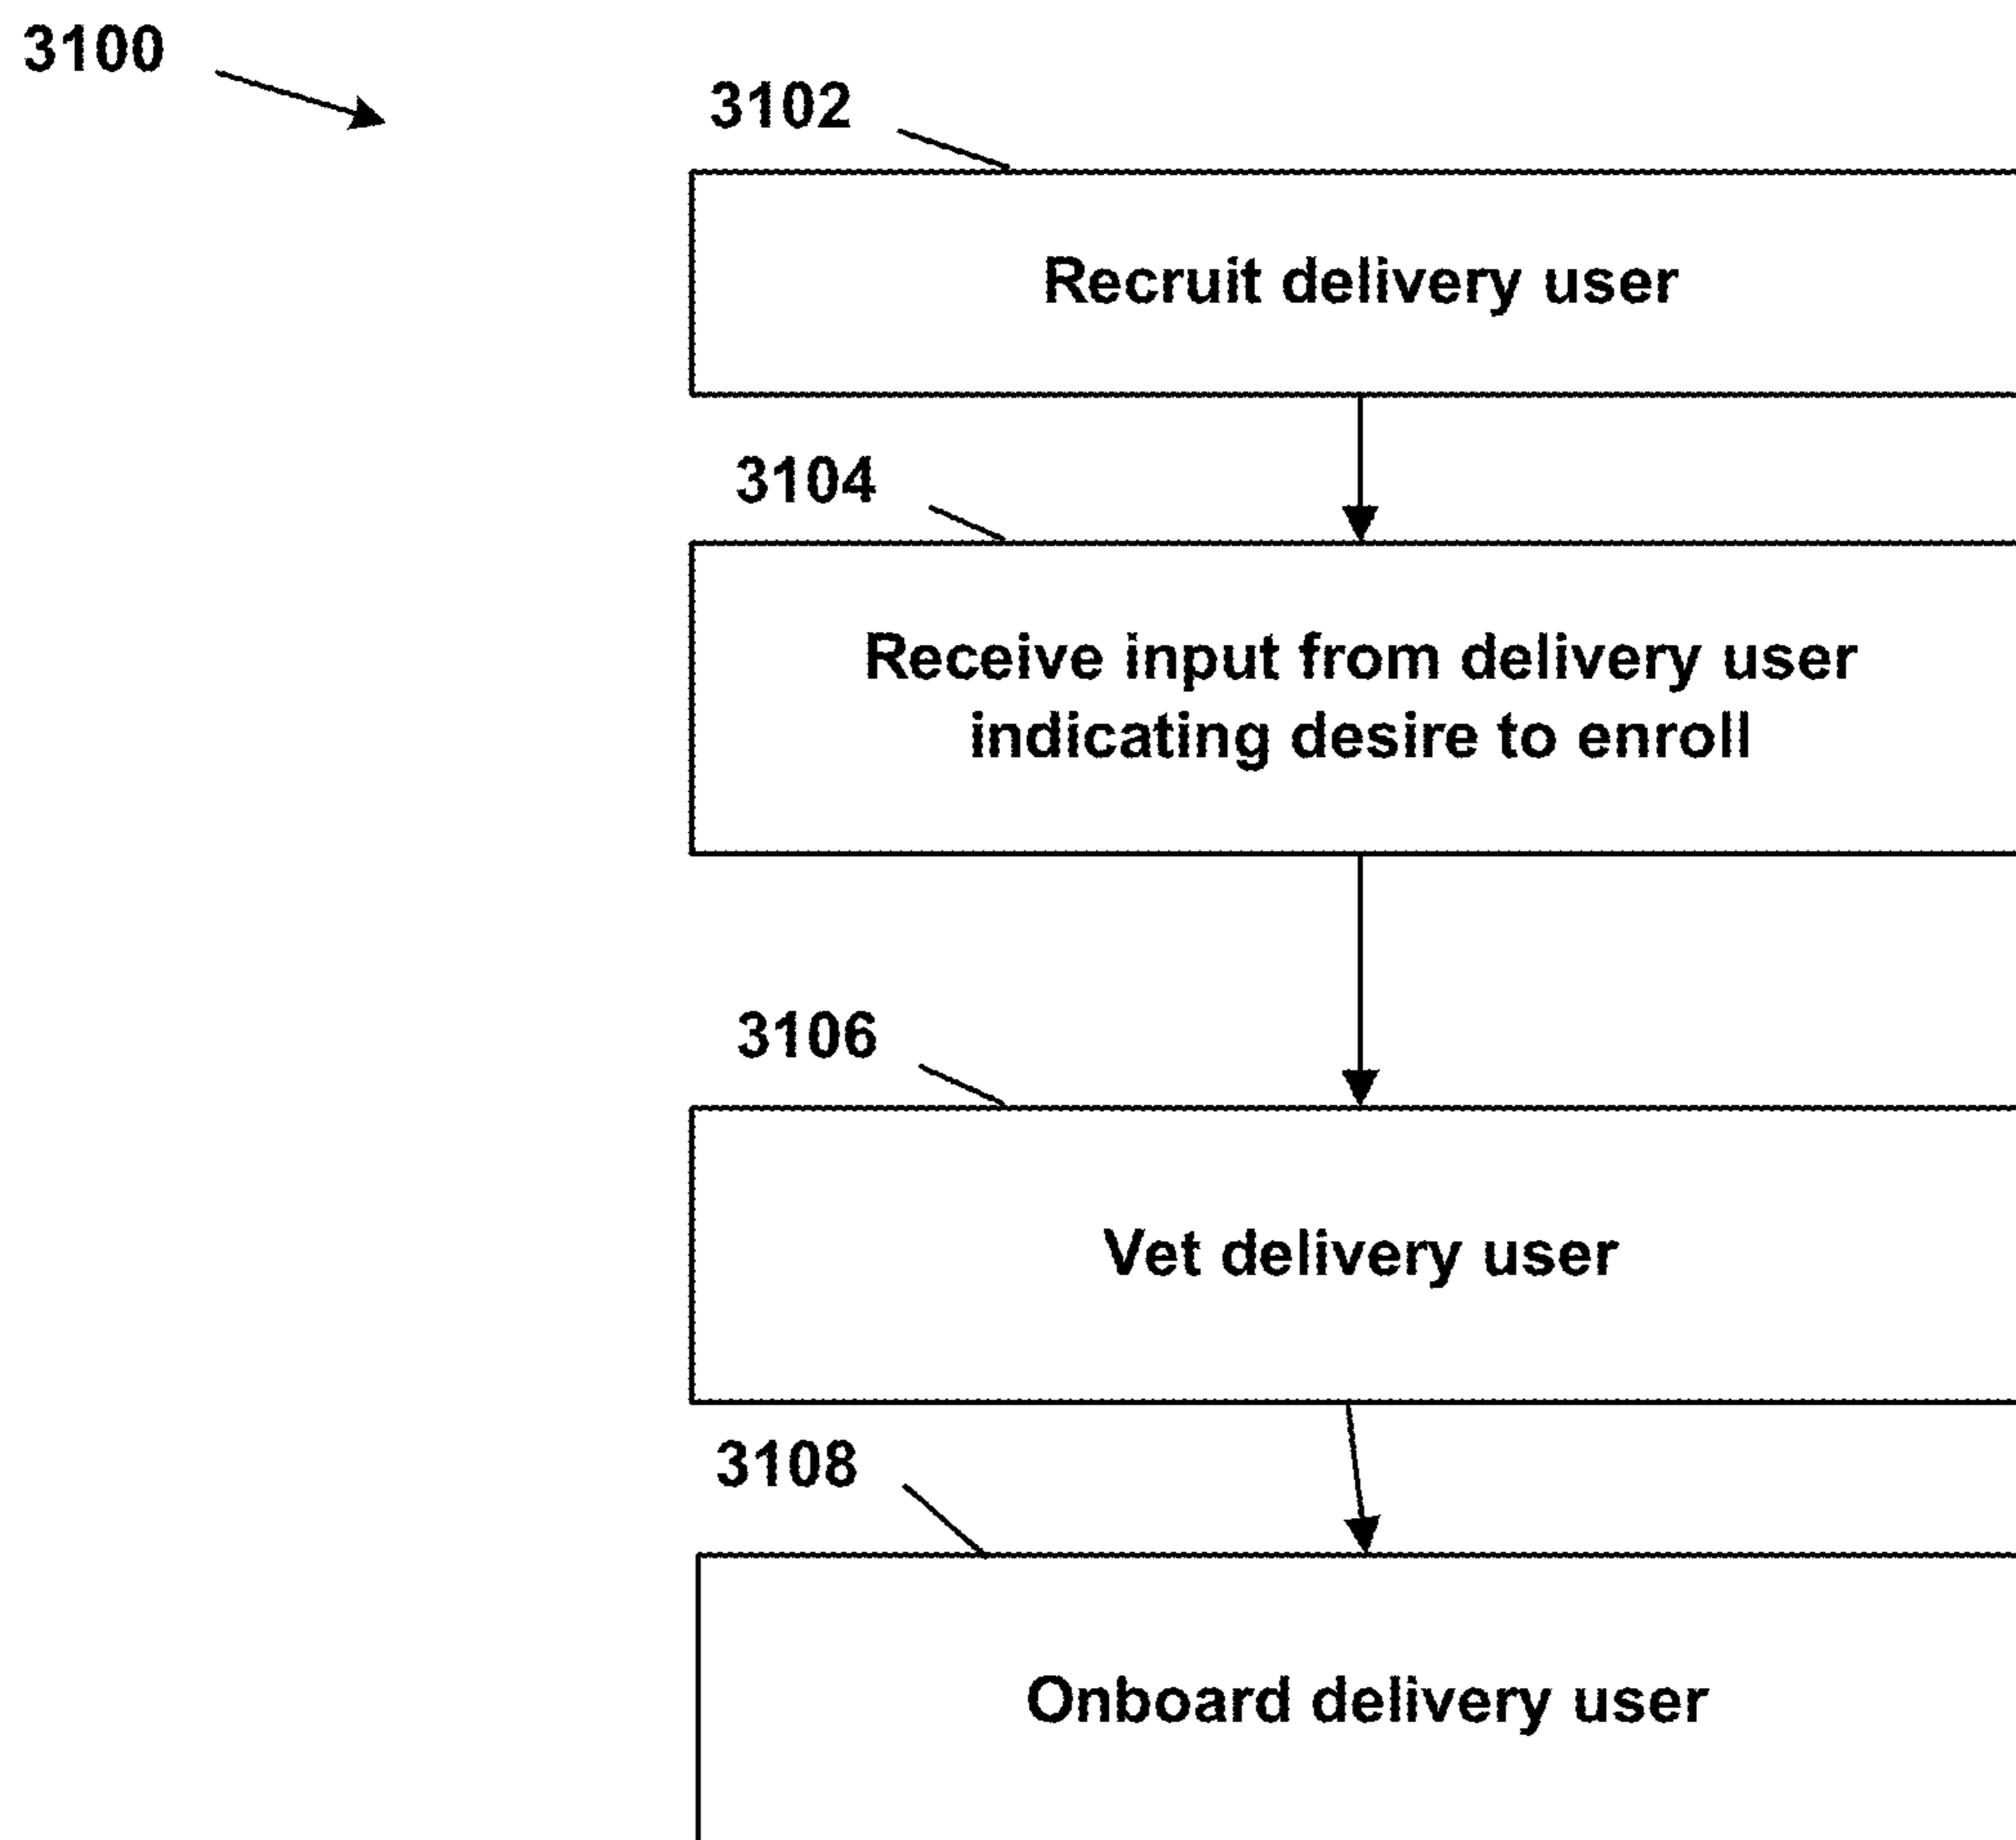 3100
3102
Recruit delivery user
3104
Receive input from delivery user
indicating desire to enroll
3106
Vet delivery user
3108
Onboard delivery user